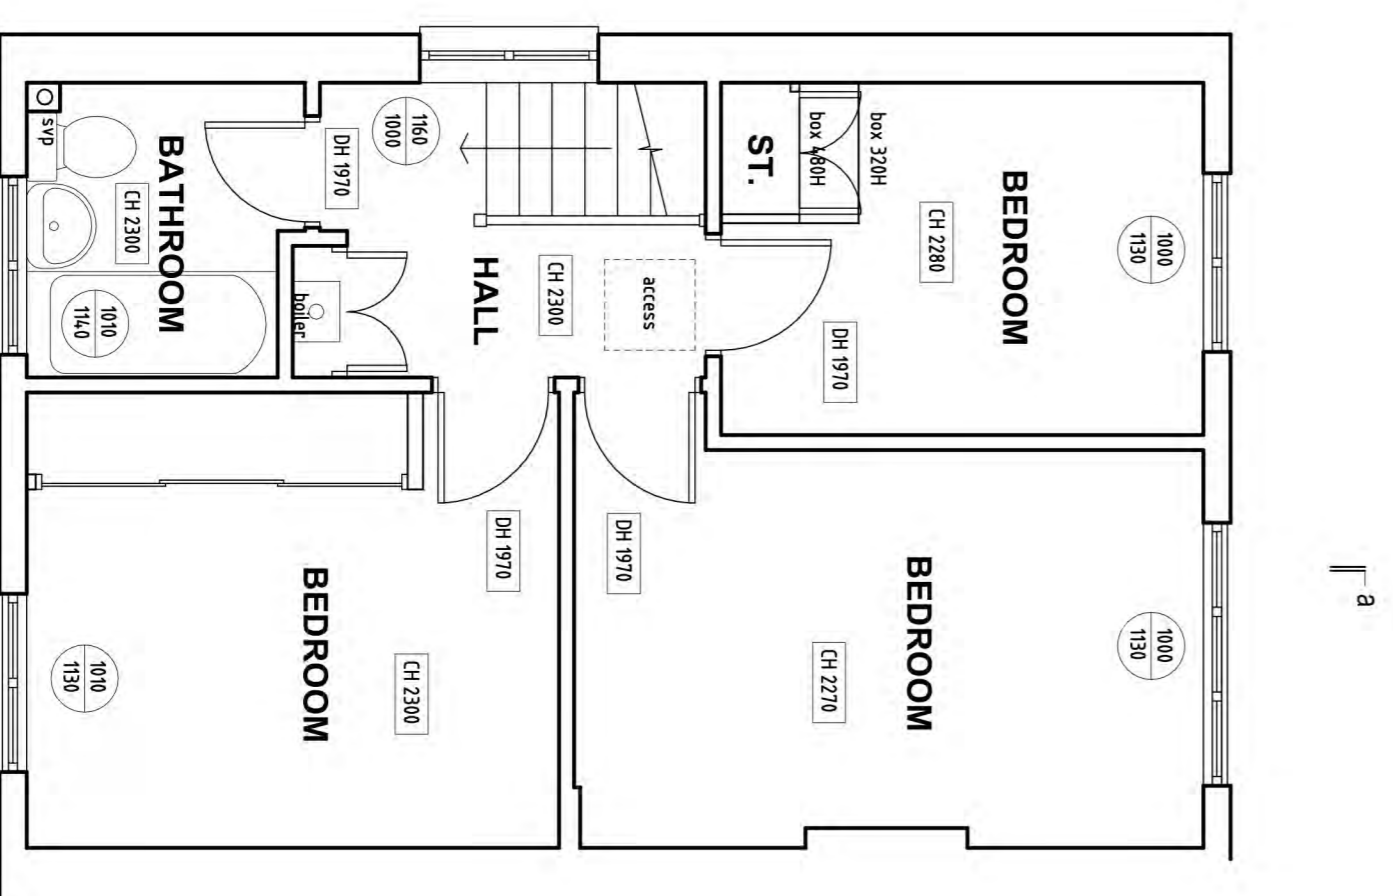 svp
BATHROOM
CH 2300
1010
1140
DH 1970
1160
1000
boiler
HALL
CH 2300
access
ST.
box 480H
box 320H
BEDROOM
CH 2280
1000
1130
DH 1970
DH 1970
BEDROOM
CH 2300
1010
1130
DH 1970
BEDROOM
CH 2270
1000
1130
a